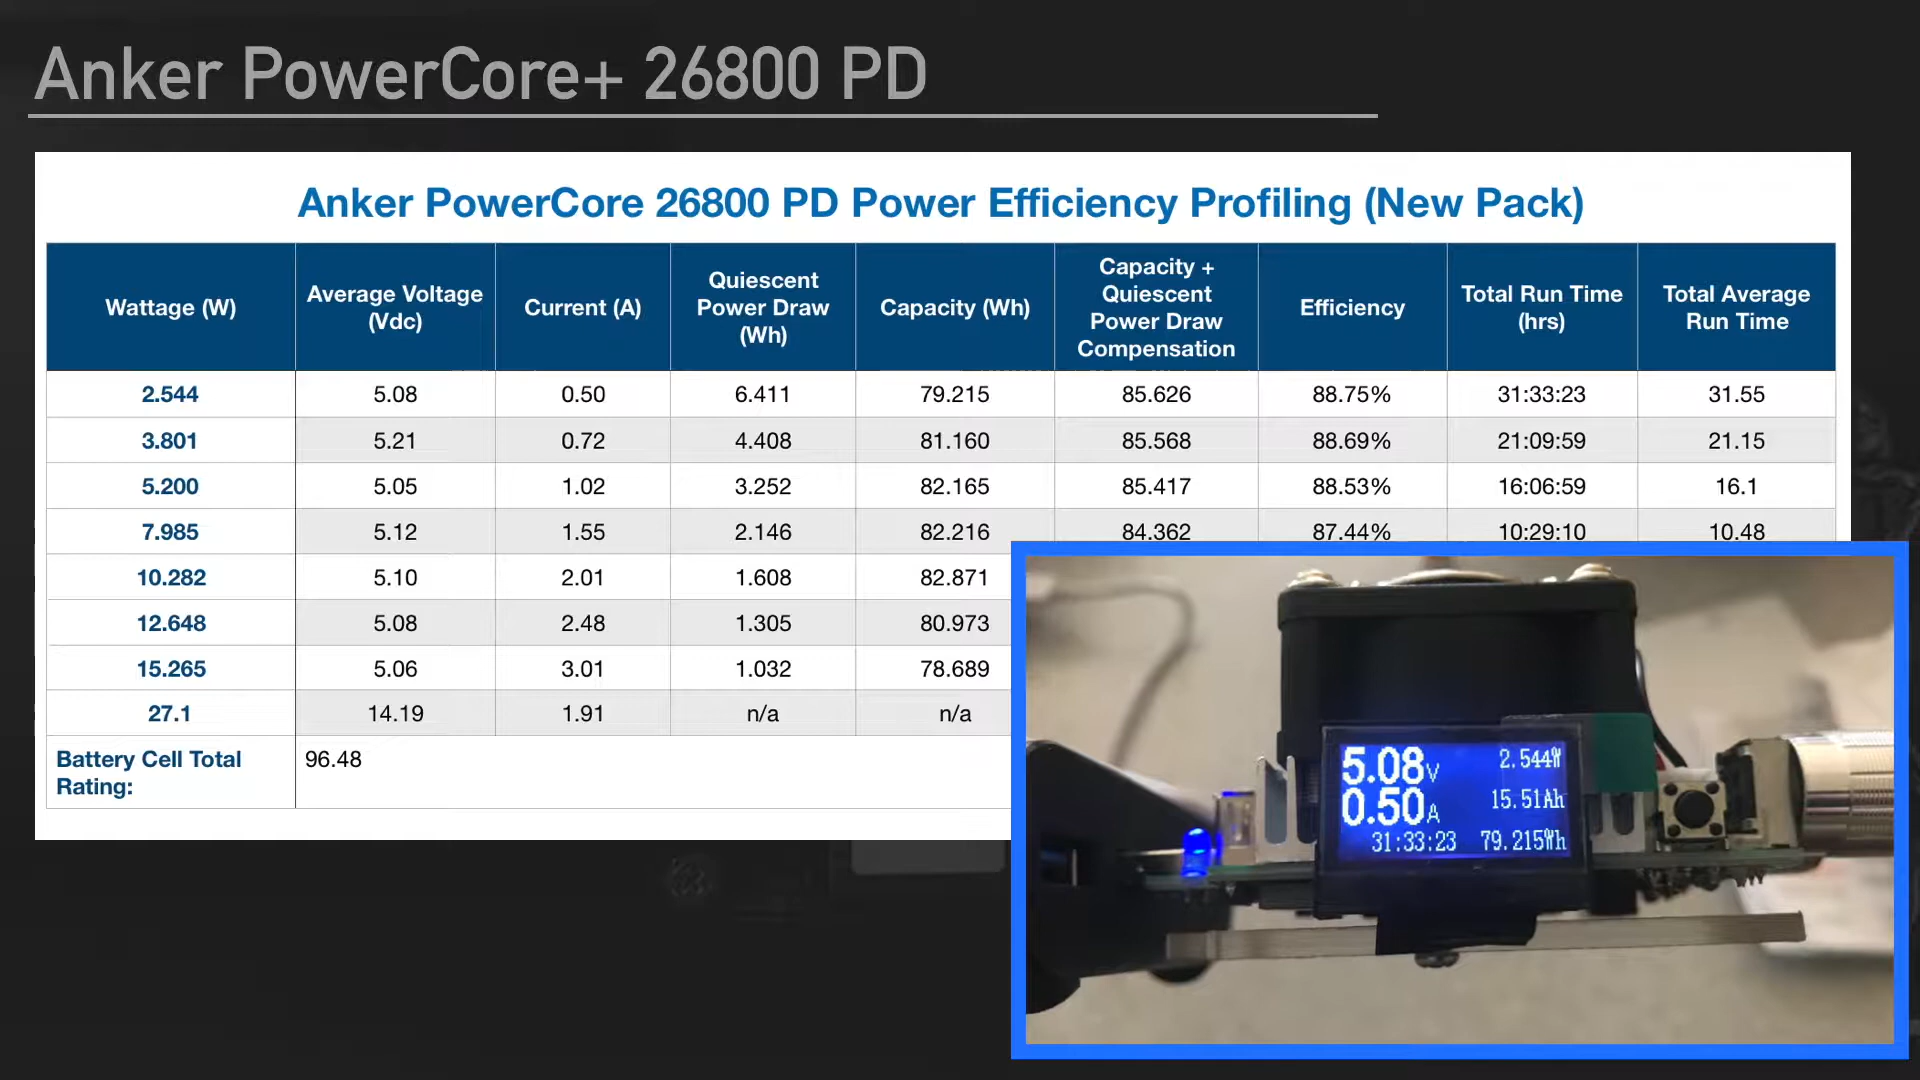 Anker PowerCore+ 26800 PD
Anker PowerCore 26800 PD Power Efficiency Profiling (New Pack)
Wattage (W) Average Voltage (Vdc) Current (A) Quiescent Power Draw (Wh) Capacity (Wh) Capacity + Quiescent Power Draw Compensation Efficiency Total Run Time (hrs) Total Average Run Time
2.544 5.08 0.50 6.411 79.215 85.626 88.75% 31:33:23 31.55
3.801 5.21 0.72 4.408 81.160 85.568 88.69% 21:09:59 21.15
5.200 5.05 1.02 3.252 82.165 85.417 88.53% 16:06:59 16.1
7.985 5.12 1.55 2.146 82.216 84.362 87.44% 10:29:10 10.48
10.282 5.10 2.01 1.608 82.871
12.648 5.08 2.48 1.305 80.973
15.265 5.06 3.01 1.032 78.689
27.1 14.19 1.91 n/a n/a
Battery Cell Total Rating: 96.48
5.08V 2.544W
0.50A 15.51Ah
31:33:23 79.215Wh